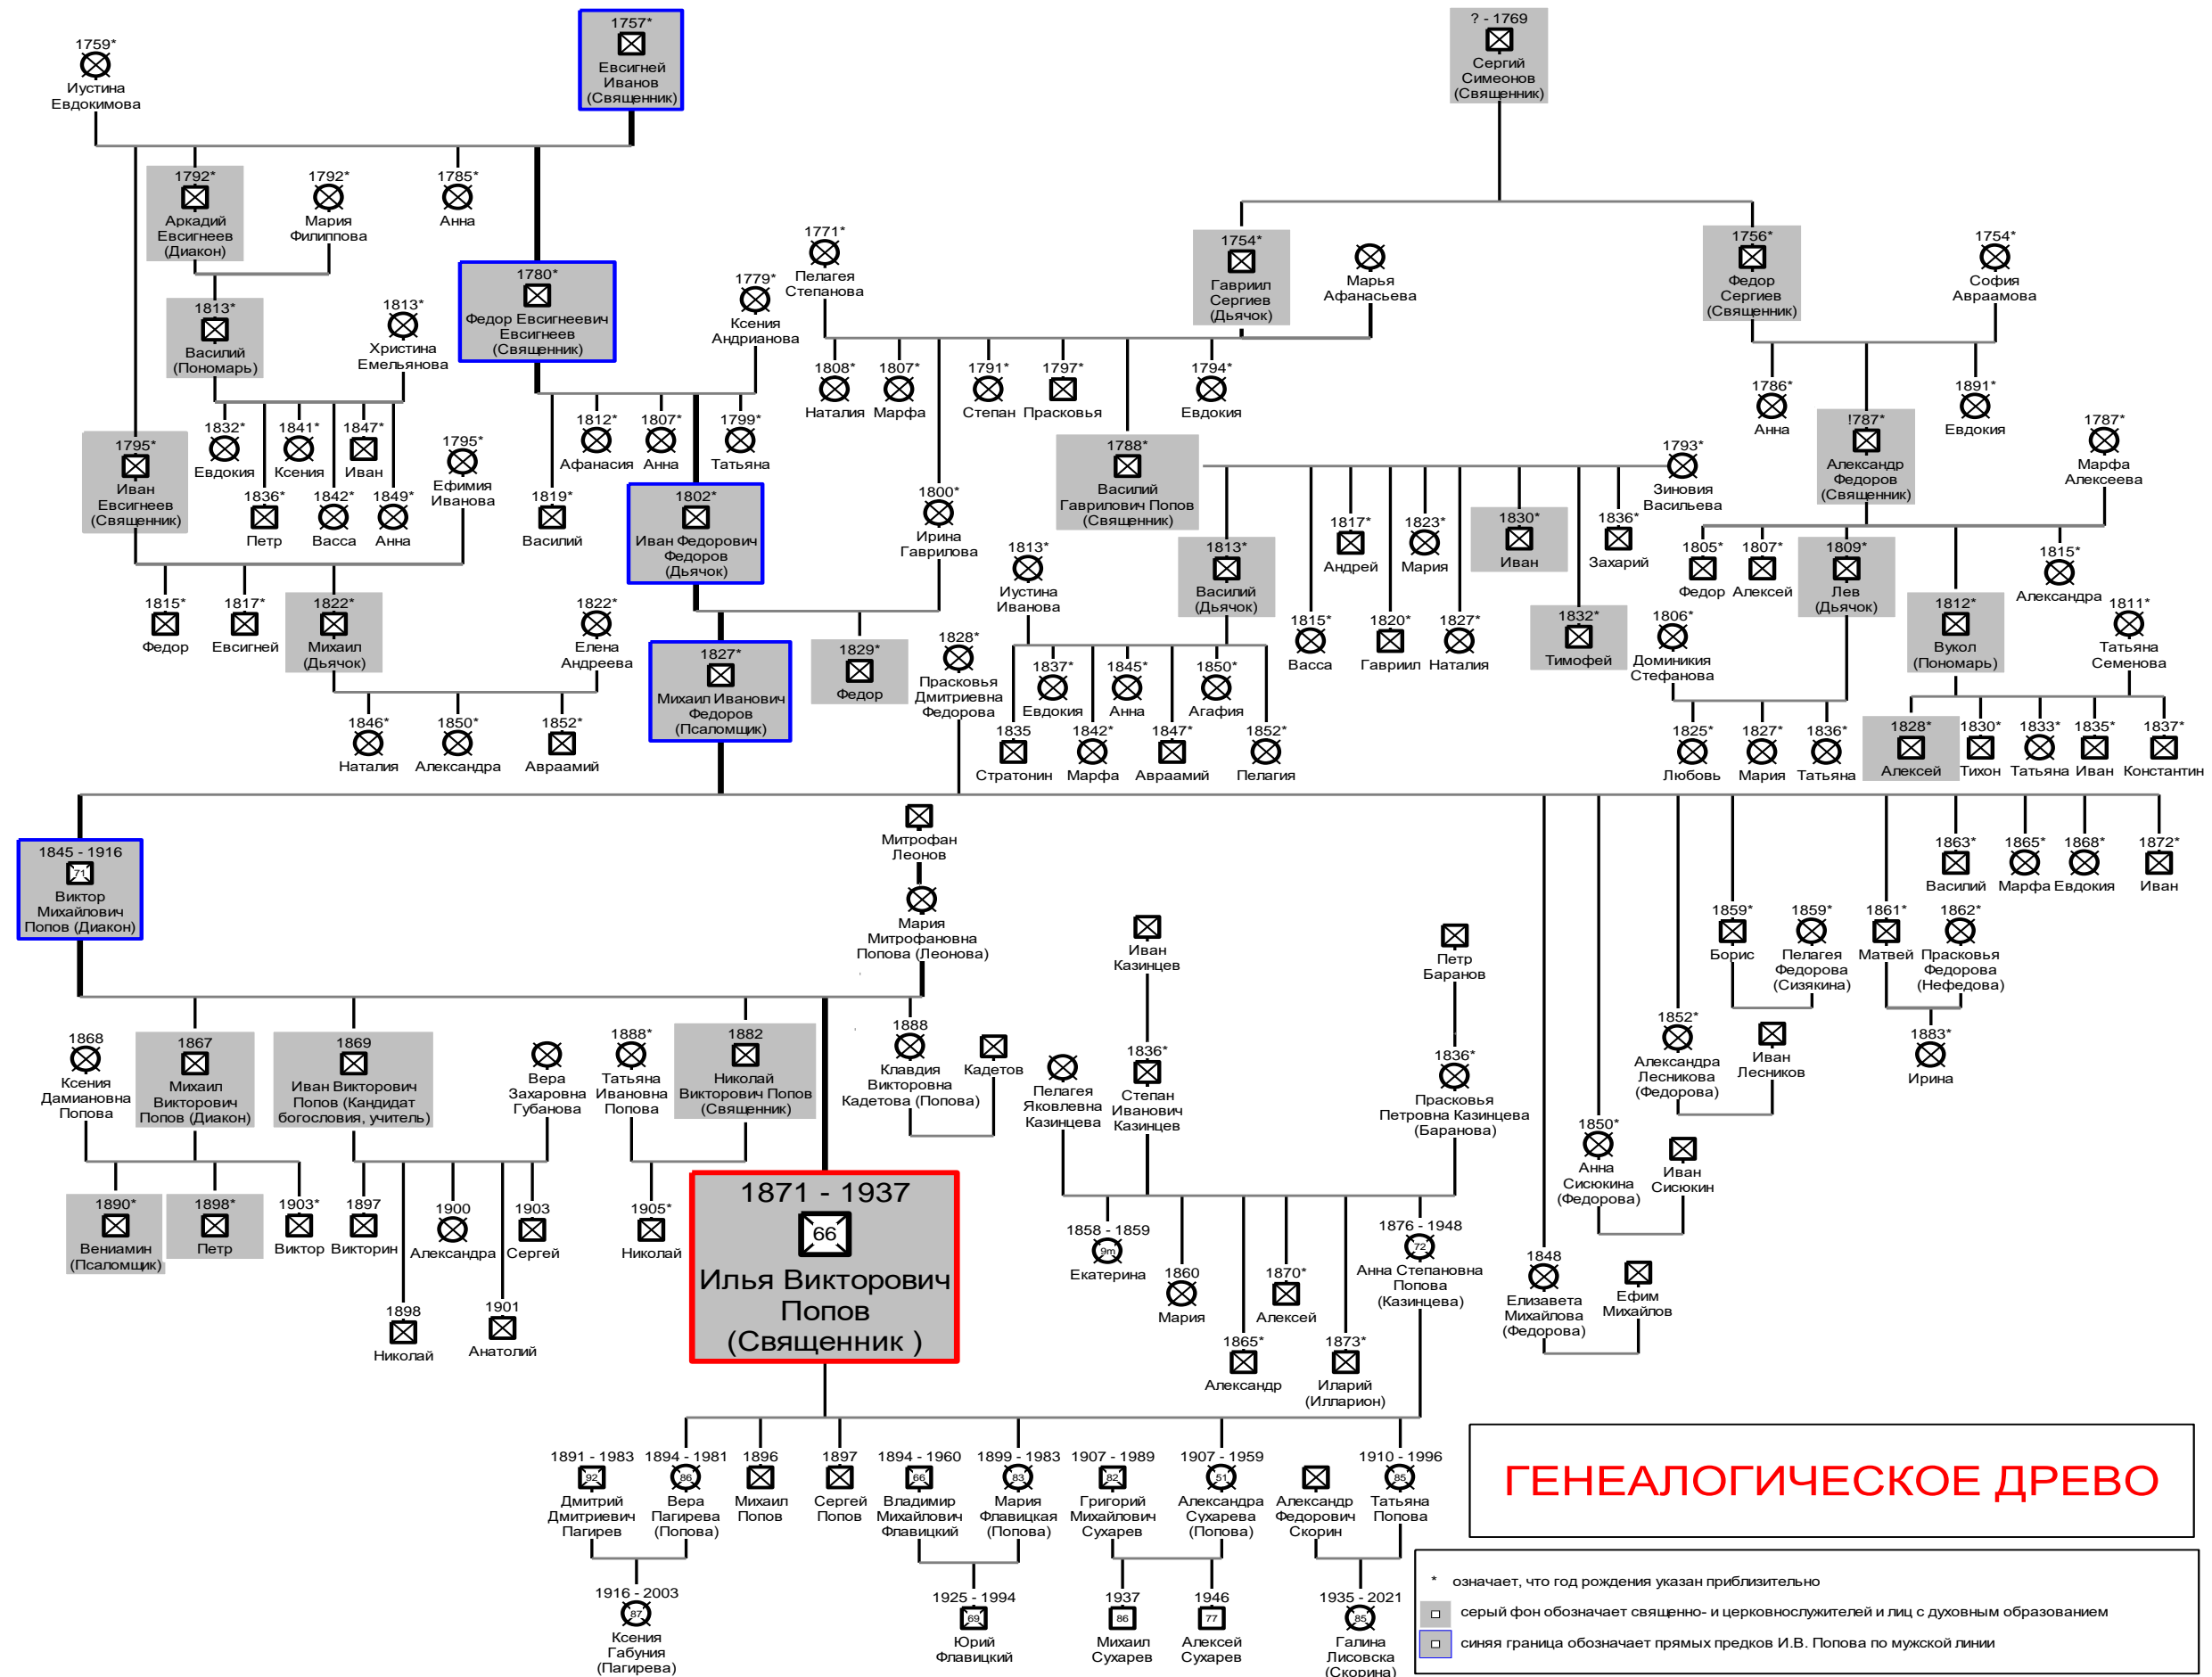 1757*
Евсигней
Иванов
(Священник)
1759*
Иустина
Евдокимова
? - 1769
Сергий
Симеонов
(Священник)
1792*
Аркадий
Евсигнеев
(Диакон)
1792*
Мария
Филиппова
1785*
Анна
1780*
Федор Евсигнеевич
Евсигнеев
(Священник)
1779*
Ксения
Андрианова
1771*
Пелагея
Степанова
1754*
Гавриил
Сергиев
(Дьячок)
Марья
Афанасьева
1756*
Федор
Сергиев
(Священник)
1754*
София
Авраамова
1813*
Василий
(Пономарь)
1813*
Христина
Емельянова
1808*
Наталия
1807*
Марфа
1791*
Степан
1797*
Прасковья
1794*
Евдокия
1786*
Анна
!787*
Александр
Федоров
(Священник)
1891*
Евдокия
1787*
Марфа
Алексеева
1795*
Иван
Евсигнеев
(Священник)
1832*
Евдокия
1836*
Петр
1841*
Ксения
1842*
Васса
1847*
Иван
1849*
Анна
1795*
Ефимия
Иванова
1819*
Василий
1812*
Афанасия
1807*
Анна
1799*
Татьяна
1802*
Иван Федорович
Федоров
(Дьячок)
1800*
Ирина
Гаврилова
1788*
Василий
Гаврилович Попов
(Священник)
1793*
Зиновия
Васильева
1813*
Иустина
Иванова
1813*
Василий
(Дьячок)
1815*
Васса
1817*
Андрей
1820*
Гавриил
1823*
Мария
1827*
Наталия
1830*
Иван
1832*
Тимофей
1836*
Захарий
1805*
Федор
1807*
Алексей
1809*
Лев
(Дьячок)
1812*
Вукол
(Пономарь)
1815*
Александра
1811*
Татьяна
Семенова
1806*
Доминикия
Стефанова
1815*
Федор
1817*
Евсигней
1822*
Михаил
(Дьячок)
1822*
Елена
Андреева
1827*
Михаил Иванович
Федоров
(Псаломщик)
1829*
Федор
1828*
Прасковья
Дмитриевна
Федорова
1846*
Наталия
1850*
Александра
1852*
Авраамий
1835
Стратонин
1837*
Евдокия
1842*
Марфа
1845*
Анна
1847*
Авраамий
1850*
Агафия
1852*
Пелагия
1825*
Любовь
1827*
Мария
1836*
Татьяна
1828*
Алексей
1830*
Тихон
1833*
Татьяна
1835*
Иван
1837*
Константин
1845 - 1916
71
Виктор
Михайлович
Попов (Диакон)
Митрофан
Леонов
Мария
Митрофановна
Попова (Леонова)
Иван
Казинцев
Петр
Баранов
1863*
Василий
1865*
Марфа
1868*
Евдокия
1872*
Иван
1859*
Борис
1859*
Пелагея
Федорова
(Сизякина)
1861*
Матвей
1862*
Прасковья
Федорова
(Нефедова)
1883*
Ирина
1852*
Александра
Лесникова
(Федорова)
Иван
Лесников
1850*
Анна
Сисюкина
(Федорова)
Иван
Сисюкин
1848
Елизавета
Михайлова
(Федорова)
Ефим
Михайлов
1868
Ксения
Дамиановна
Попова
1867
Михаил
Викторович
Попов (Диакон)
1869
Иван Викторович
Попов (Кандидат
богословия, учитель)
Вера
Захаровна
Губанова
1888*
Татьяна
Ивановна
Попова
1882
Николай
Викторович Попов
(Священник)
1888
Клавдия
Викторовна
Кадетова (Попова)
Кадетов
Пелагея
Яковлевна
Казинцева
1836*
Степан
Иванович
Казинцев
1836*
Прасковья
Петровна Казинцева
(Баранова)
1890*
Вениамин
(Псаломщик)
1898*
Петр
1903*
Виктор
1897
Викторин
1898
Николай
1900
Александра
1901
Анатолий
1903
Сергей
1905*
Николай
1871 - 1937
66
Илья Викторович
Попов
(Священник )
1858 - 1859
9m
Екатерина
1860
Мария
1865*
Александр
1870*
Алексей
1873*
Иларий
(Илларион)
1876 - 1948
72
Анна Степановна
Попова
(Казинцева)
1891 - 1983
92
Дмитрий
Дмитриевич
Пагирев
1894 - 1981
86
Вера
Пагирева
(Попова)
1896
Михаил
Попов
1897
Сергей
Попов
1894 - 1960
66
Владимир
Михайлович
Флавицкий
1899 - 1983
83
Мария
Флавицкая
(Попова)
1907 - 1989
82
Григорий
Михайлович
Сухарев
1907 - 1959
51
Александра
Сухарева
(Попова)
Александр
Федорович
Скорин
1910 - 1996
85
Татьяна
Попова
1916 - 2003
87
Ксения
Габуния
(Пагирева)
1925 - 1994
69
Юрий
Флавицкий
1937
86
Михаил
Сухарев
1946
77
Алексей
Сухарев
1935 - 2021
85
Галина
Лисовска
(Скорина)
ГЕНЕАЛОГИЧЕСКОЕ ДРЕВО
* означает, что год рождения указан приблизительно
серый фон обозначает священно- и церковнослужителей и лиц с духовным образованием
синяя граница обозначает прямых предков И.В. Попова по мужской линии